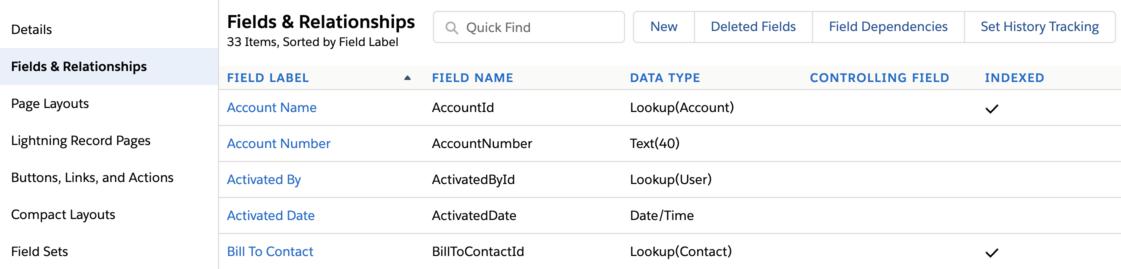 Details
Fields & Relationships
Page Layouts
Lightning Record Pages
Buttons, Links, and Actions
Compact Layouts
Field Sets
Fields & Relationships
33 Items, Sorted by Field Label
Quick Find
New Deleted Fields Field Dependencies Set History Tracking
FIELD LABEL FIELD NAME DATA TYPE CONTROLLING FIELD INDEXED
Account Name AccountId Lookup(Account)
Account Number AccountNumber Text(40)
Activated By ActivatedById Lookup(User)
Activated Date ActivatedDate Date/Time
Bill To Contact BillToContactId Lookup(Contact)